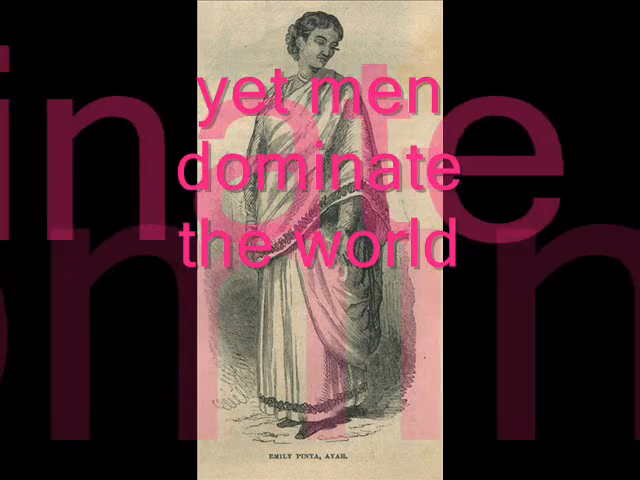 yet men
dominate
the world
EMILY PINTA, AYAH.